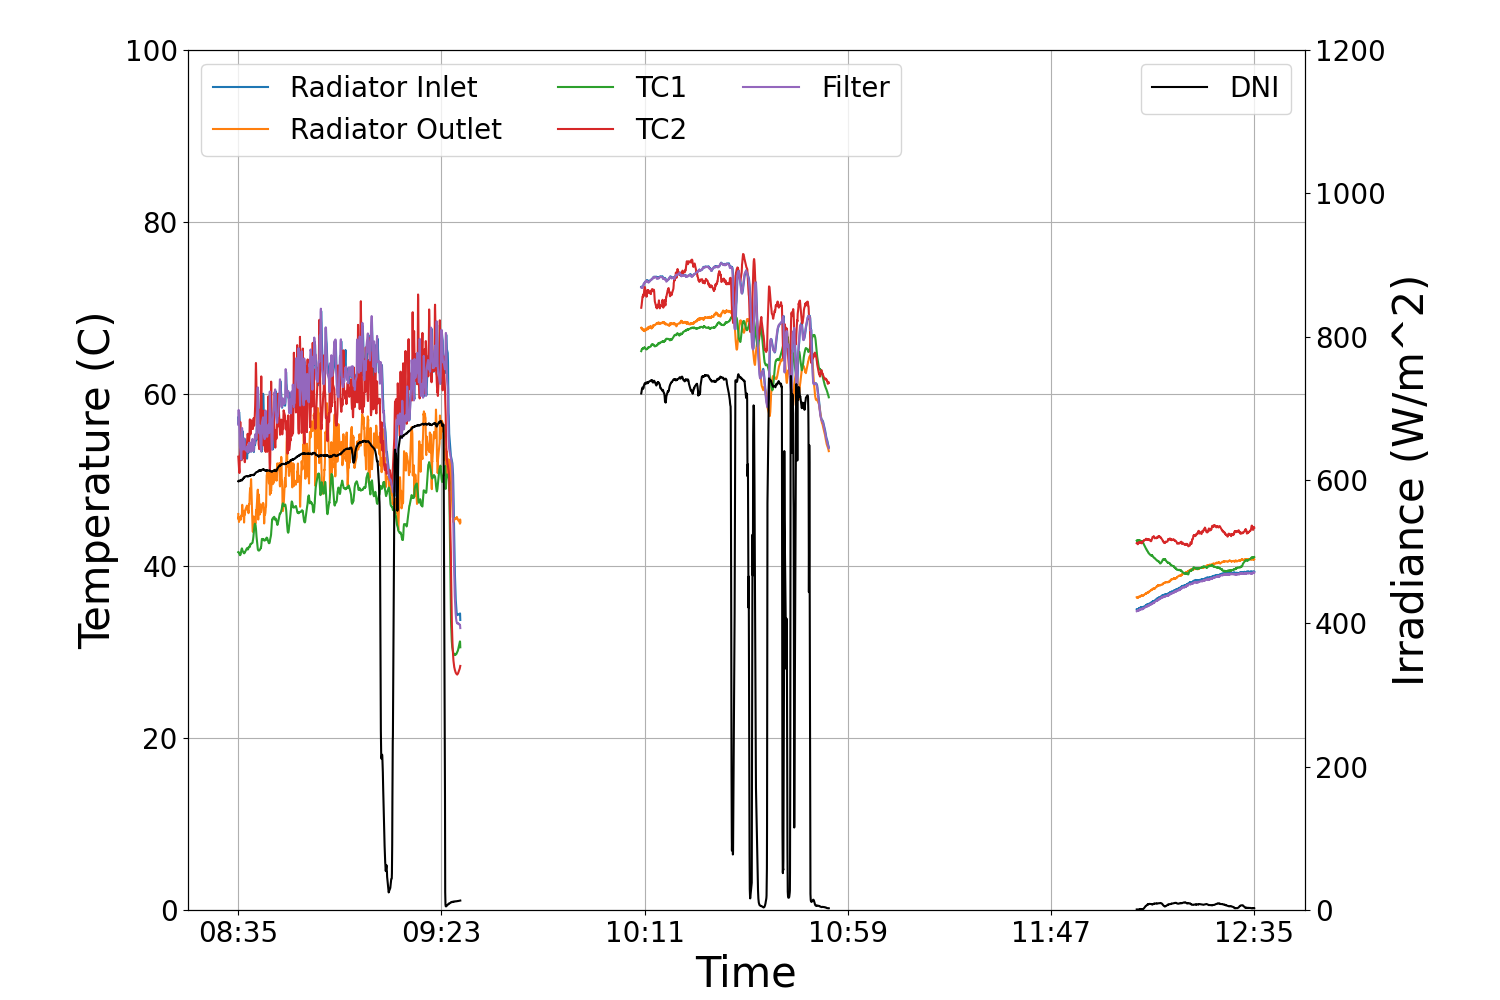 Radiator Inlet
Radiator Outlet
TC1
TC2
Filter
DNI
100
80
60
40
20
0
Temperature (C)
1200
1000
800
600
400
200
0
Irradiance (W/m^2)
08:35 09:23 10:11 10:59 11:47 12:35
Time